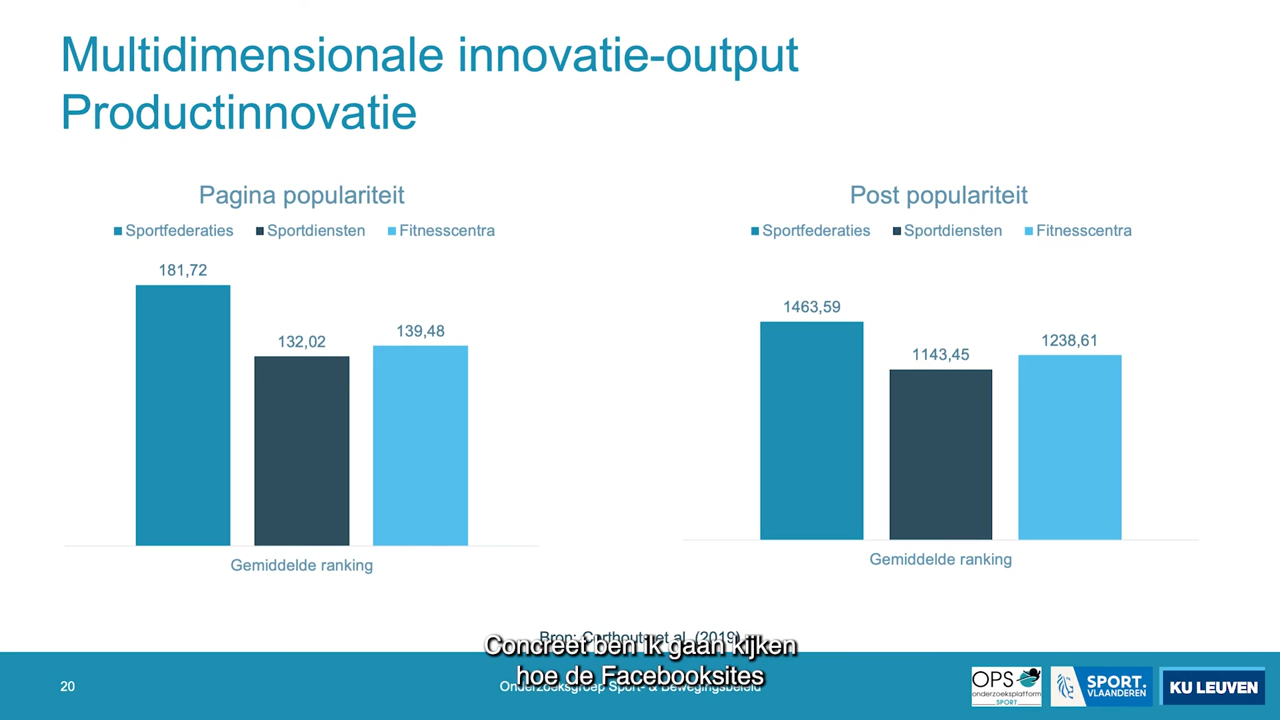 Multidimensionale innovatie-output
Productinnovatie
Pagina populariteit
Sportfederaties Sportdiensten Fitnesscentra
181,72
132,02
139,48
Gemiddelde ranking
Post populariteit
Sportfederaties Sportdiensten Fitnesscentra
1463,59
1143,45
1238,61
Gemiddelde ranking
Bron: Corthouts et al. (2019)
Concreet ben ik gaan kijken
hoe de Facebooksites
20
Onderzoeksgroep Sport- & Bewegingsbeleid
OPS
onderzoeksplatform
SPORT
SPORT.
VLAANDEREN
KU LEUVEN